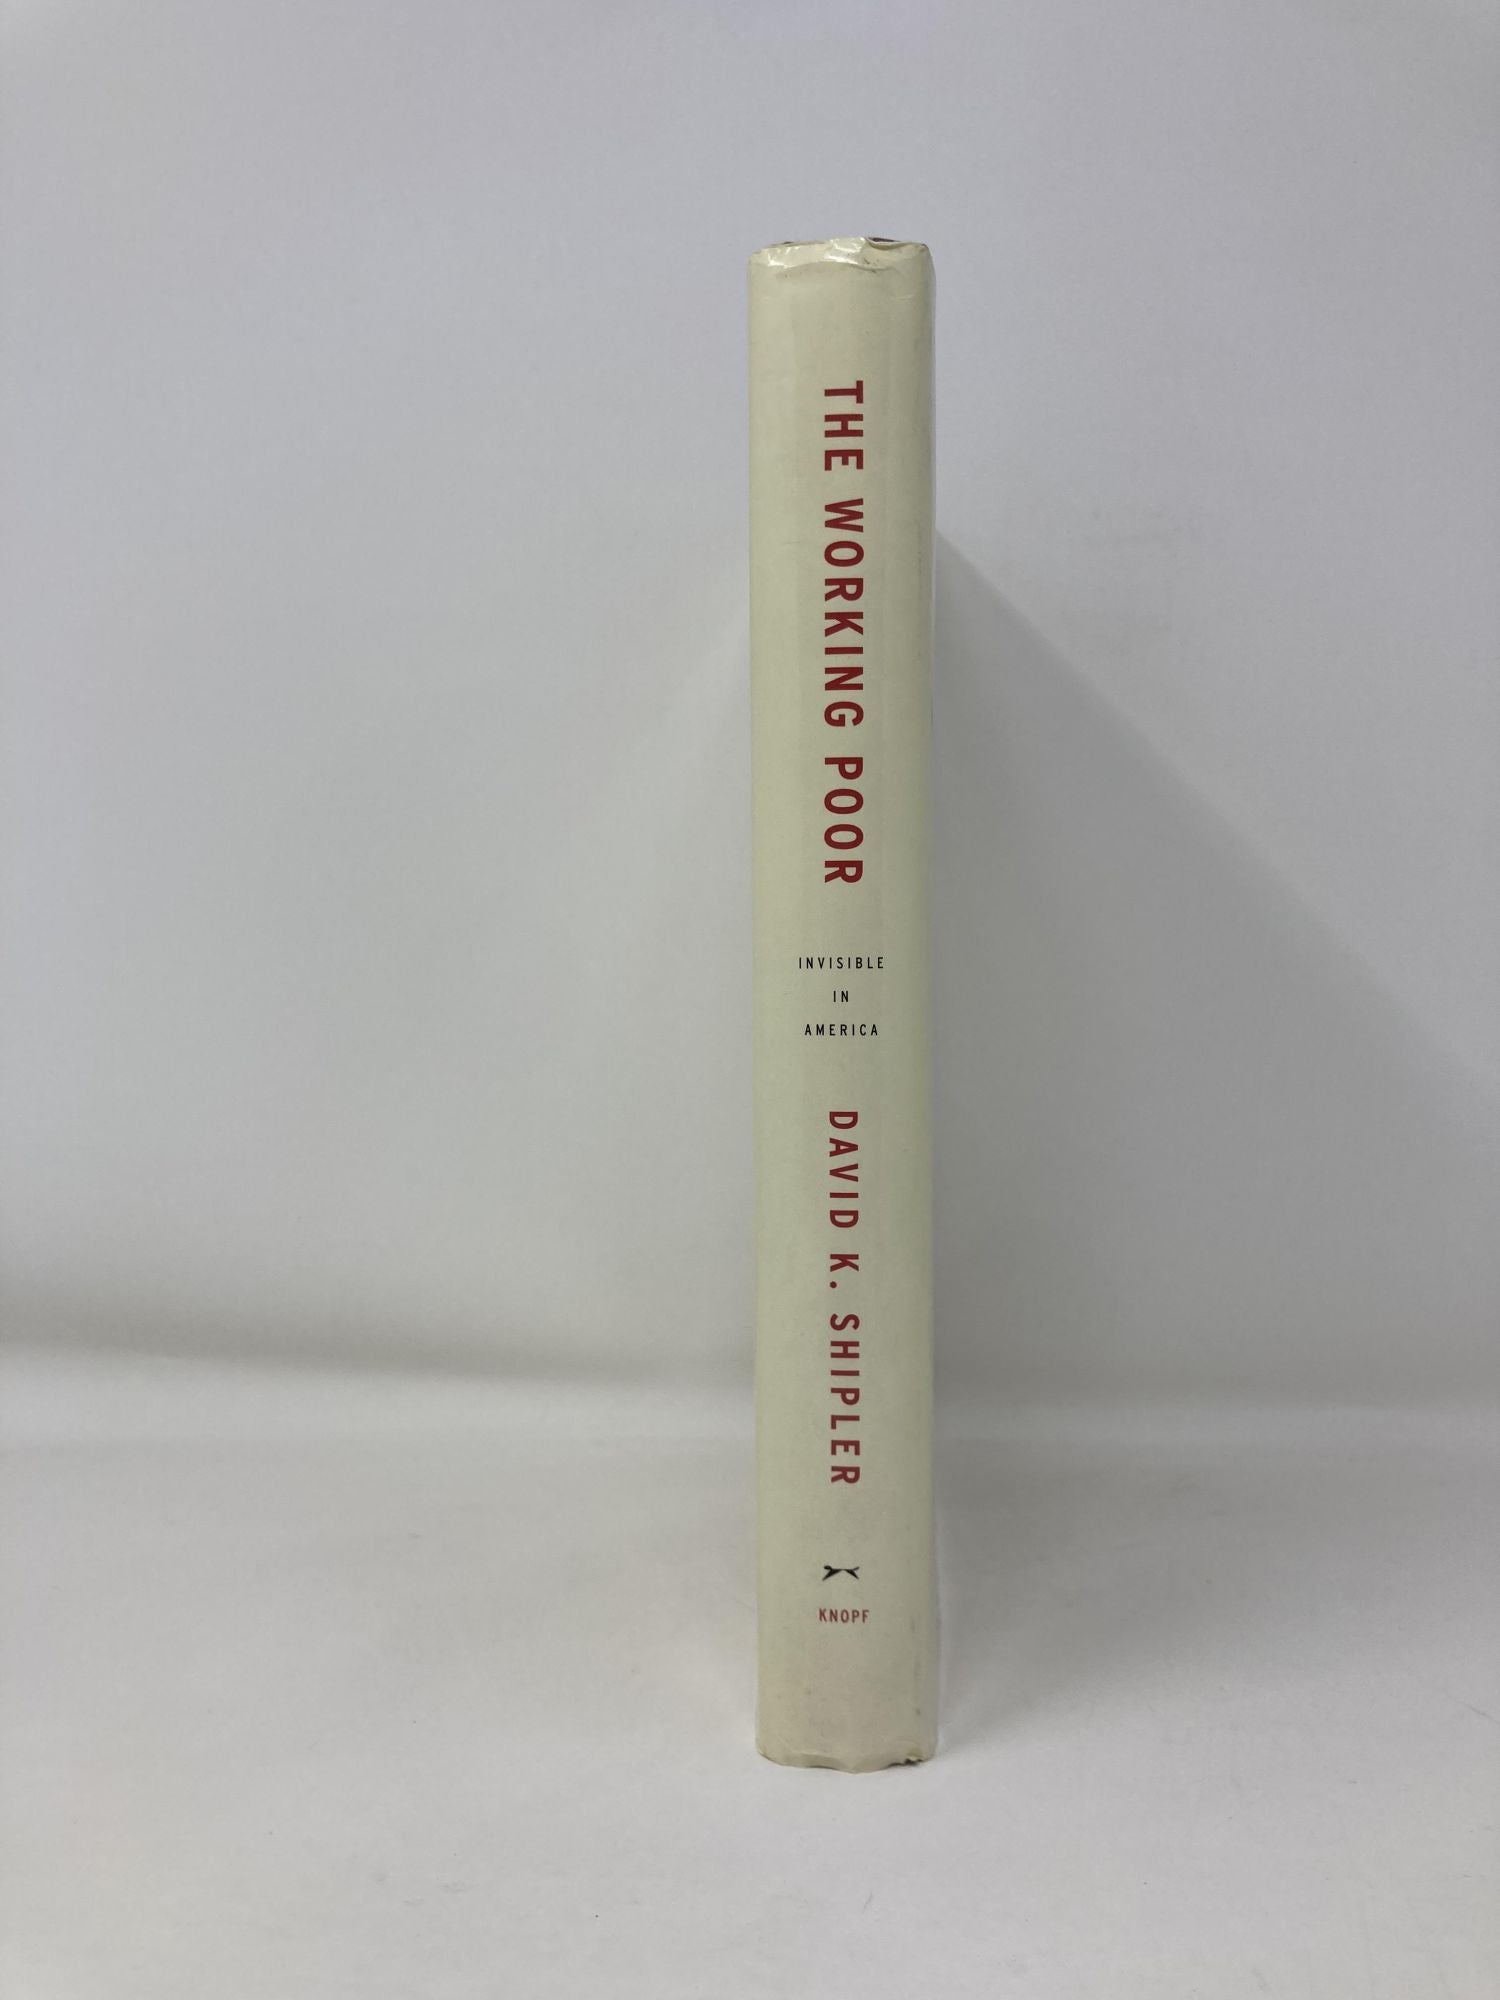 THE WORKING POOR
INVISIBLE
IN
AMERICA
DAVID K. SHIPLER
KNOPF